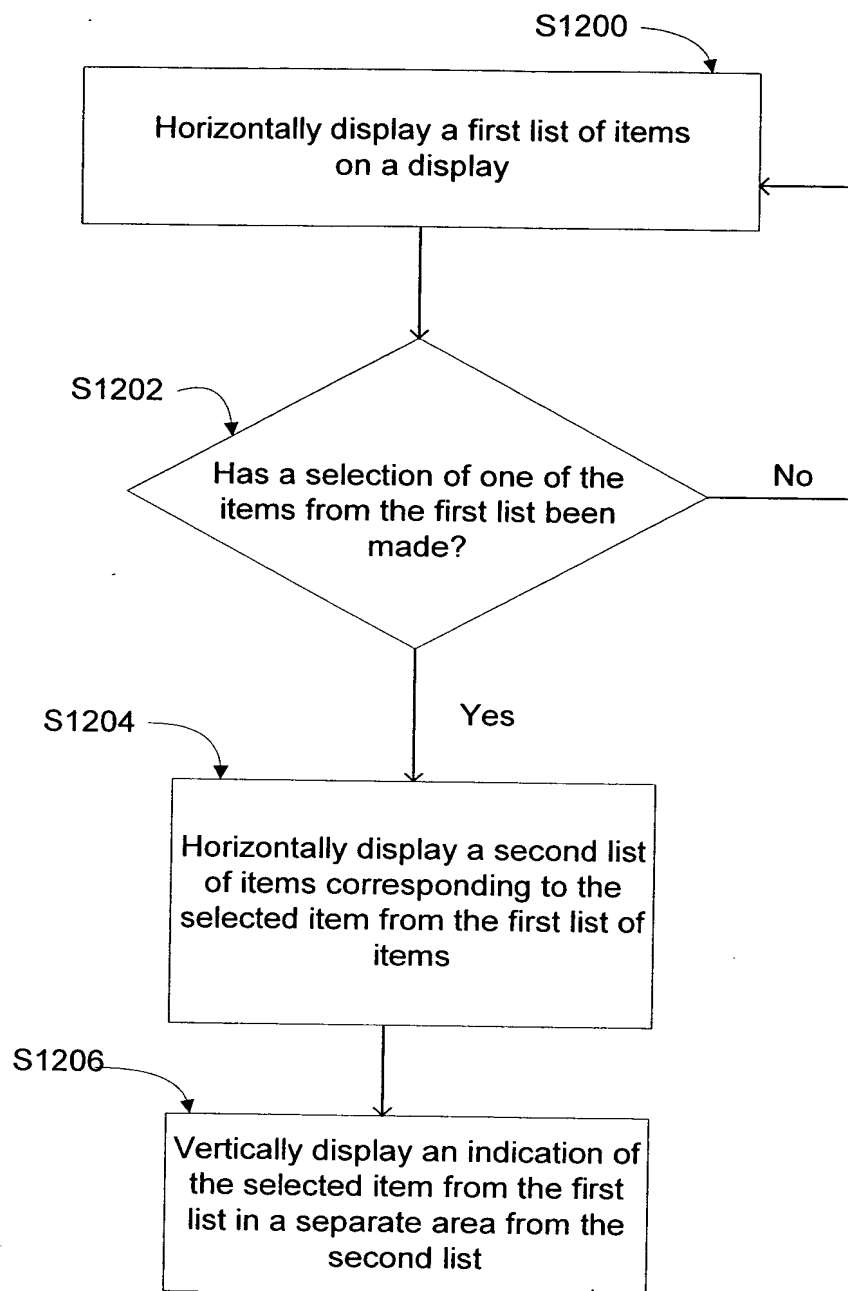 S1200
Horizontally display a first list of items
on a display
S1202
Has a selection of one of the
items from the first list been
made?
No
Yes
S1204
Horizontally display a second list
of items corresponding to the
selected item from the first list of
items
S1206
Vertically display an indication of
the selected item from the first
list in a separate area from the
second list